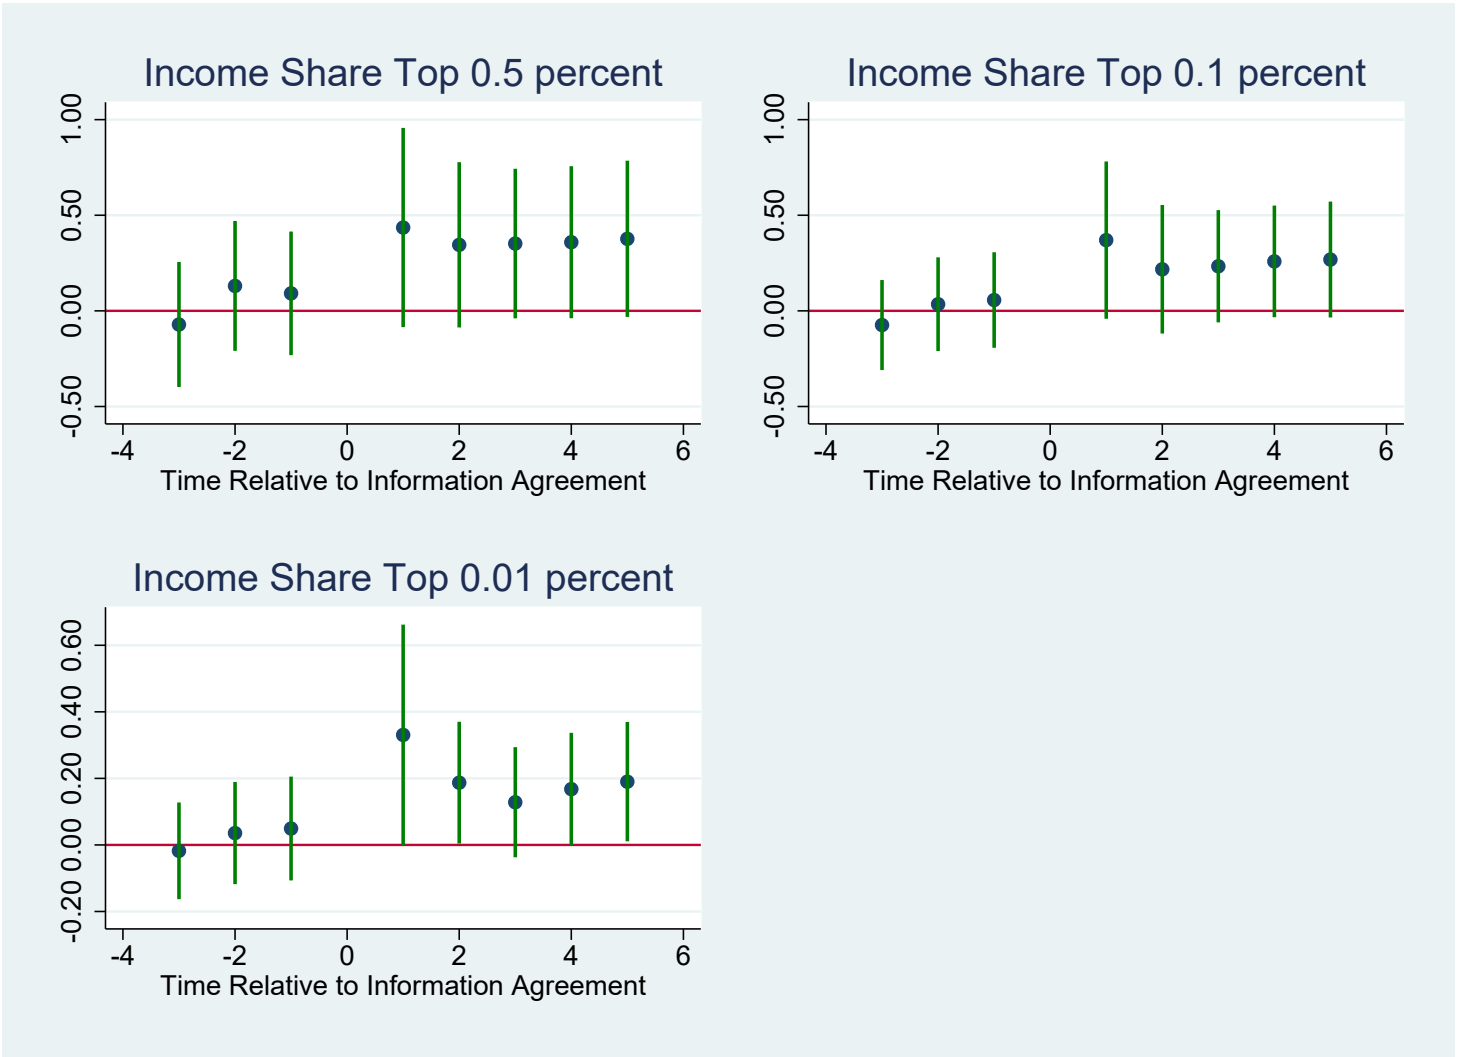 Income Share Top 0.5 percent
1.00
0.50
0.00
-0.50
-4 -2 0 2 4 6
Time Relative to Information Agreement
Income Share Top 0.1 percent
1.00
0.50
0.00
-0.50
-4 -2 0 2 4 6
Time Relative to Information Agreement
Income Share Top 0.01 percent
0.60
0.40
0.20
0.00
-0.20
-4 -2 0 2 4 6
Time Relative to Information Agreement